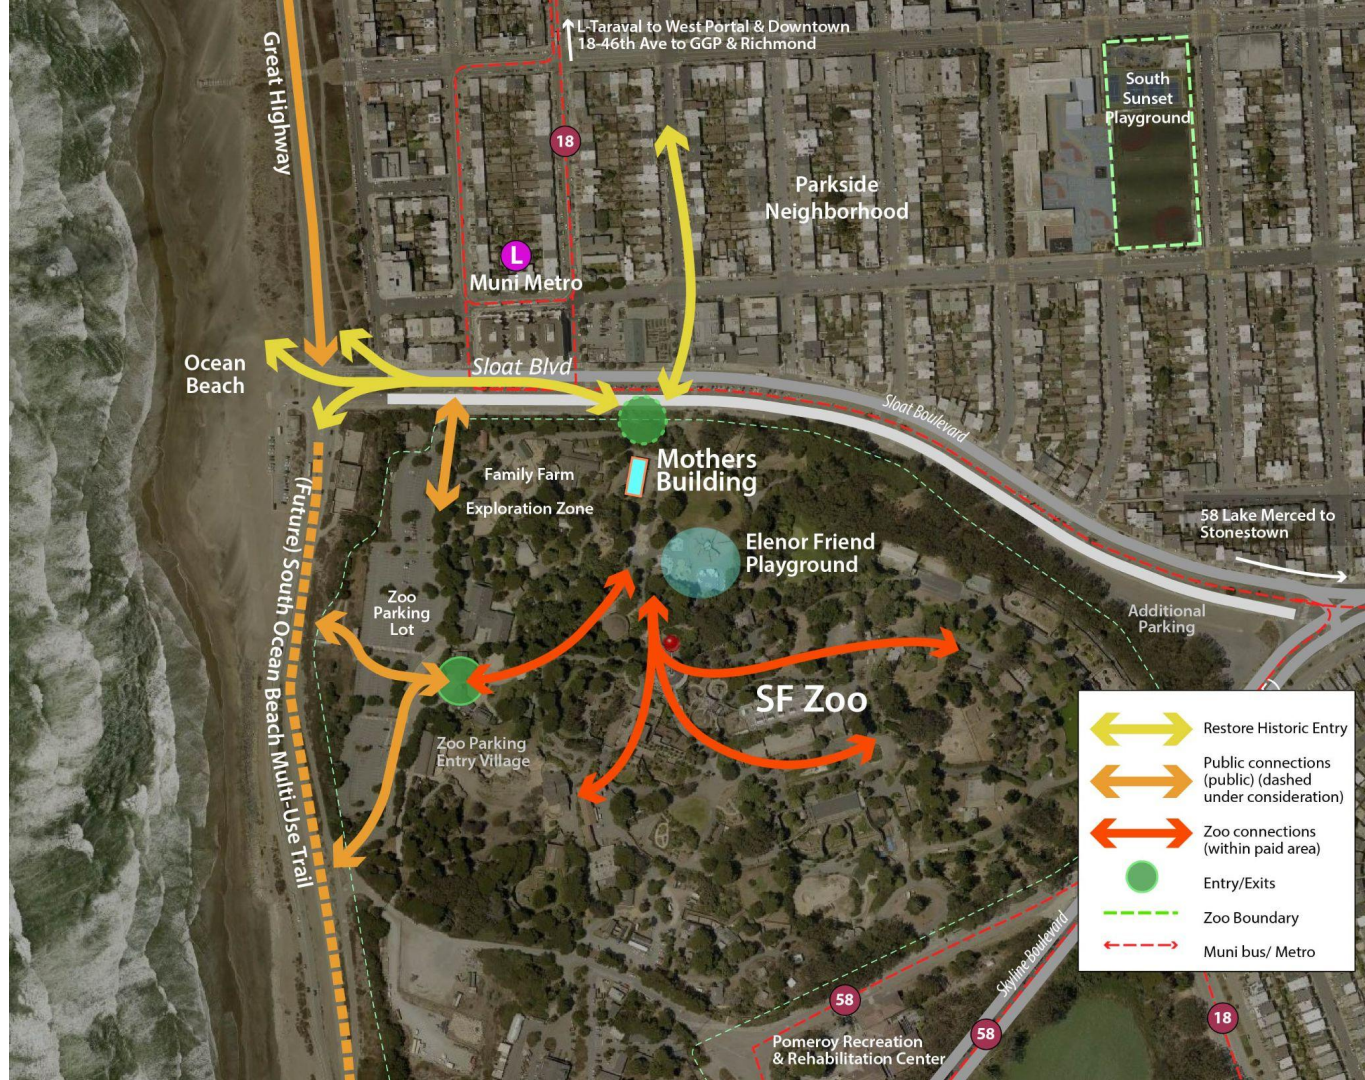 L-Taraval to West Portal & Downtown
18-46th Ave to GGP & Richmond
Great Highway
South
Sunset
Playground
18
Parkside
Neighborhood
L
Muni Metro
Ocean
Beach
Sloat Blvd
Sloat Boulevard
Mothers
Building
Family Farm
Exploration Zone
58 Lake Merced to
Stonestown
Elenor Friend
Playground
(Future) South Ocean Beach Multi-Use Trail
Zoo
Parking
Lot
Additional
Parking
SF Zoo
Zoo Parking
Entry Village
Restore Historic Entry
Public connections
(public) (dashed
under consideration)
Zoo connections
(within paid area)
Entry/Exits
Zoo Boundary
Muni bus/ Metro
Skyline Boulevard
58
58
18
Pomeroy Recreation
& Rehabilitation Center